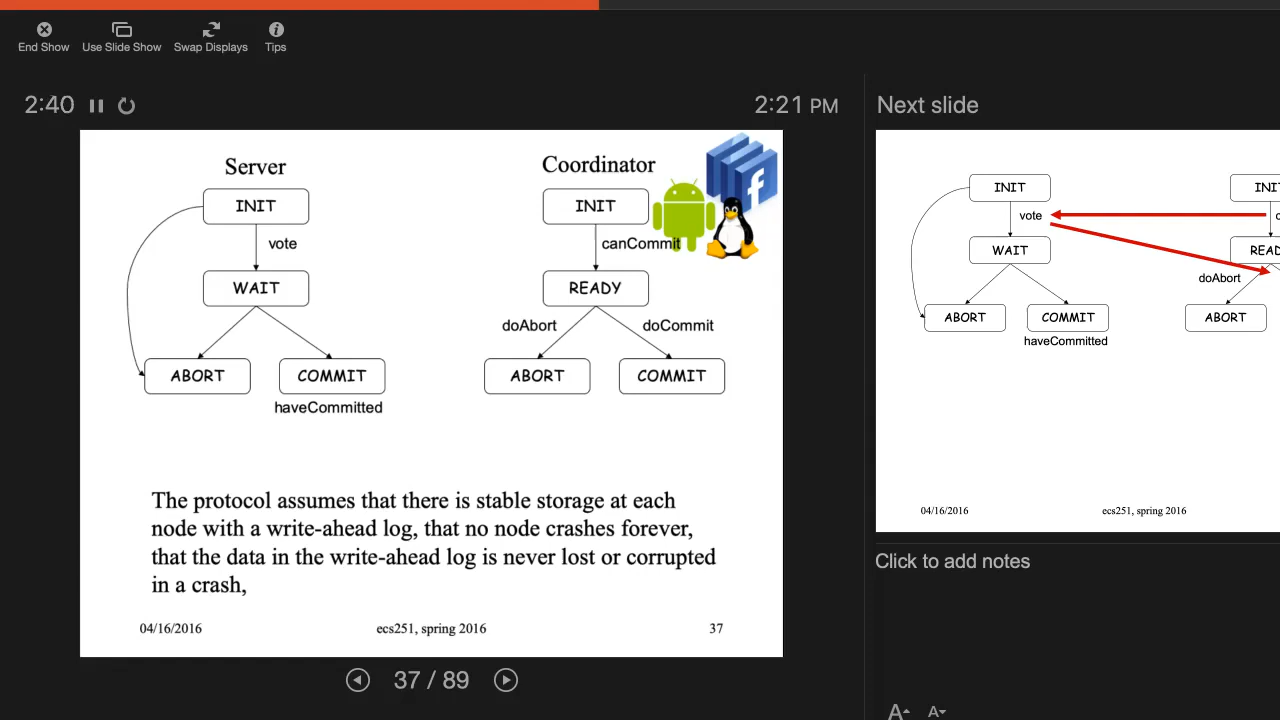 End Show
Use Slide Show
Swap Displays
Tips
2:40
2:21 PM
Next slide
Server
Coordinator
INIT
INIT
vote
canCommit
WAIT
READY
doAbort
doCommit
ABORT
COMMIT
ABORT
COMMIT
haveCommitted
The protocol assumes that there is stable storage at each
node with a write-ahead log, that no node crashes forever,
that the data in the write-ahead log is never lost or corrupted
in a crash,
04/16/2016
ecs251, spring 2016
37
37 / 89
INIT
vote
WAIT
doAbort
ABORT
COMMIT
ABORT
haveCommitted
04/16/2016
ecs251, spring 2016
Click to add notes
A
A